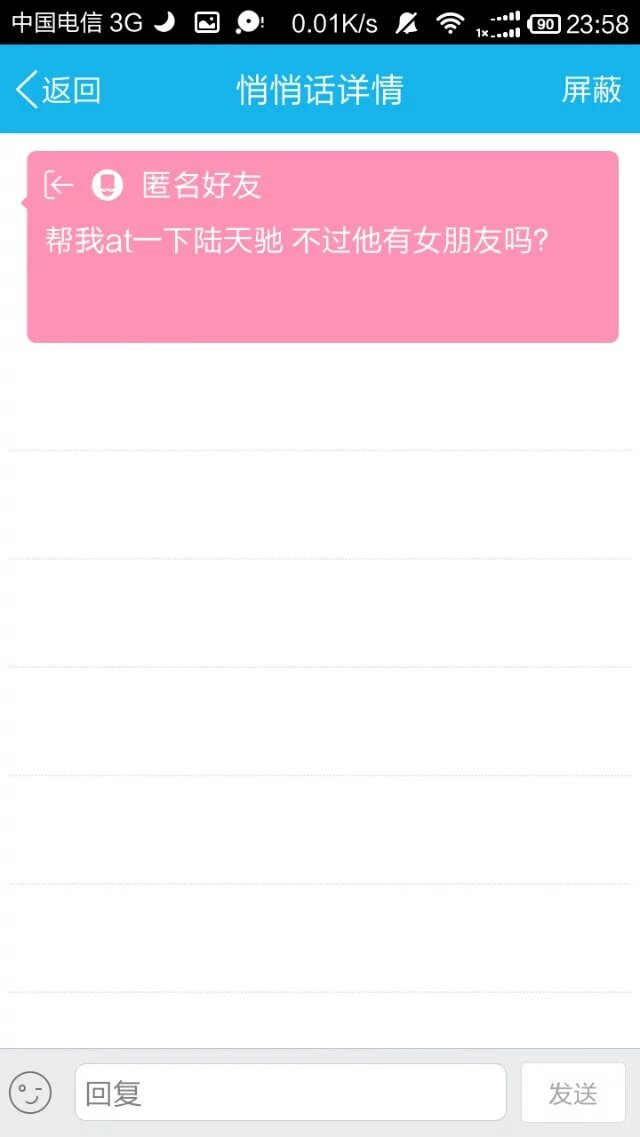 中国电信 3G 0.01K/s 1x 90 23:58
返回 悄悄话详情 屏蔽
匿名好友
帮我at一下陆天驰 不过他有女朋友吗?
回复 发送